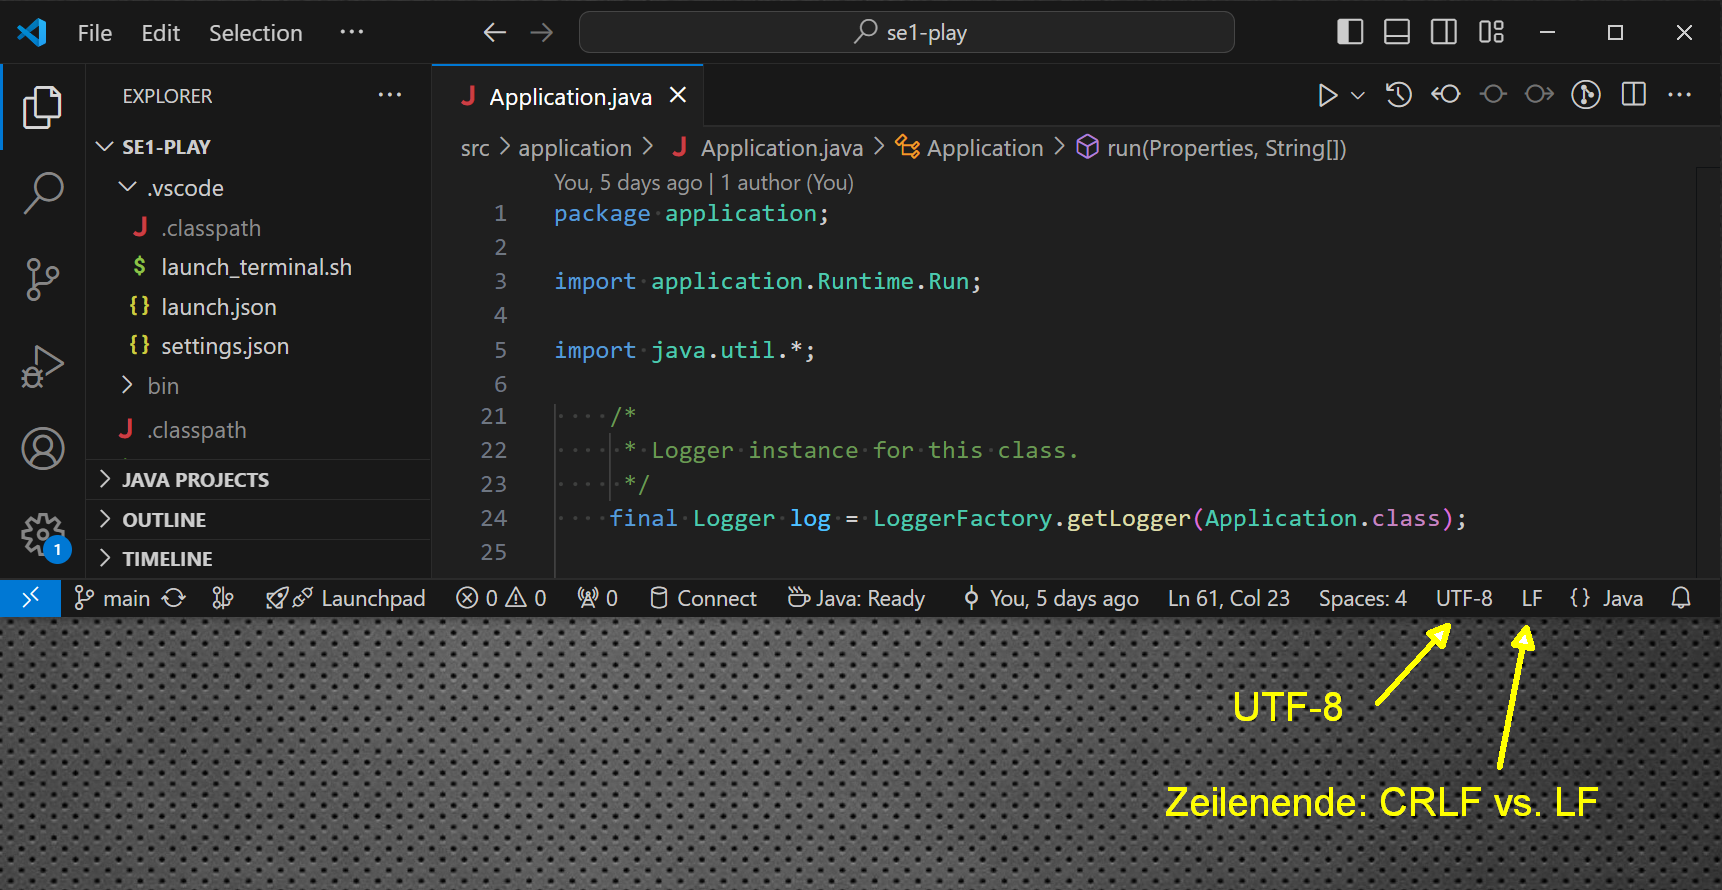 File Edit Selection ··· se1-play
EXPLORER ···
SE1-PLAY
.vscode
J .classpath
$ launch_terminal.sh
{} launch.json
{} settings.json
bin
J .classpath
JAVA PROJECTS
OUTLINE
TIMELINE
1
J Application.java
src > application > J Application.java > Application > run(Properties, String[])
You, 5 days ago | 1 author (You)
1 package application;
2
3 import application.Runtime.Run;
4
5 import java.util.*;
6
21 /*
22 * Logger instance for this class.
23 */
24 final Logger log = LoggerFactory.getLogger(Application.class);
25
main Launchpad 0 0 0 Connect Java: Ready You, 5 days ago Ln 61, Col 23 Spaces: 4 UTF-8 LF {} Java
UTF-8
Zeilenende: CRLF vs. LF